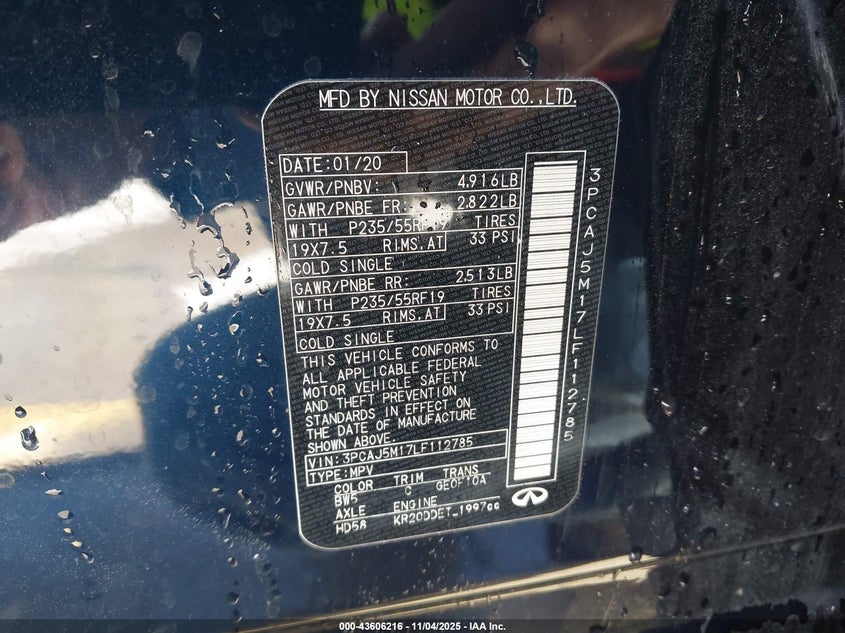 MFD BY NISSAN MOTOR CO.,LTD.
DATE:01/20
GVWR/PNBV: 4,916LB
GAWR/PNBE FR: 2,822LB
WITH P235/55RF19 TIRES
19X7.5 RIMS.AT 33 PSI
COLD SINGLE
GAWR/PNBE RR: 2,513LB
WITH P235/55RF19 TIRES
19X7.5 RIMS.AT 33 PSI
COLD SINGLE
THIS VEHICLE CONFORMS TO
ALL APPLICABLE FEDERAL
MOTOR VEHICLE SAFETY
AND THEFT PREVENTION
STANDARDS IN EFFECT ON
THE DATE OF MANUFACTURE
SHOWN ABOVE.
VIN:3PCAJ5M17LF112785
TYPE:MPV
COLOR TRIM TRANS
BW5 C GE0F10A
AXLE ENGINE
HD58 KR20DDET_1997cc
3PCAJ5M17LF112785
000-43606216 - 11/04/2025 - IAA Inc.